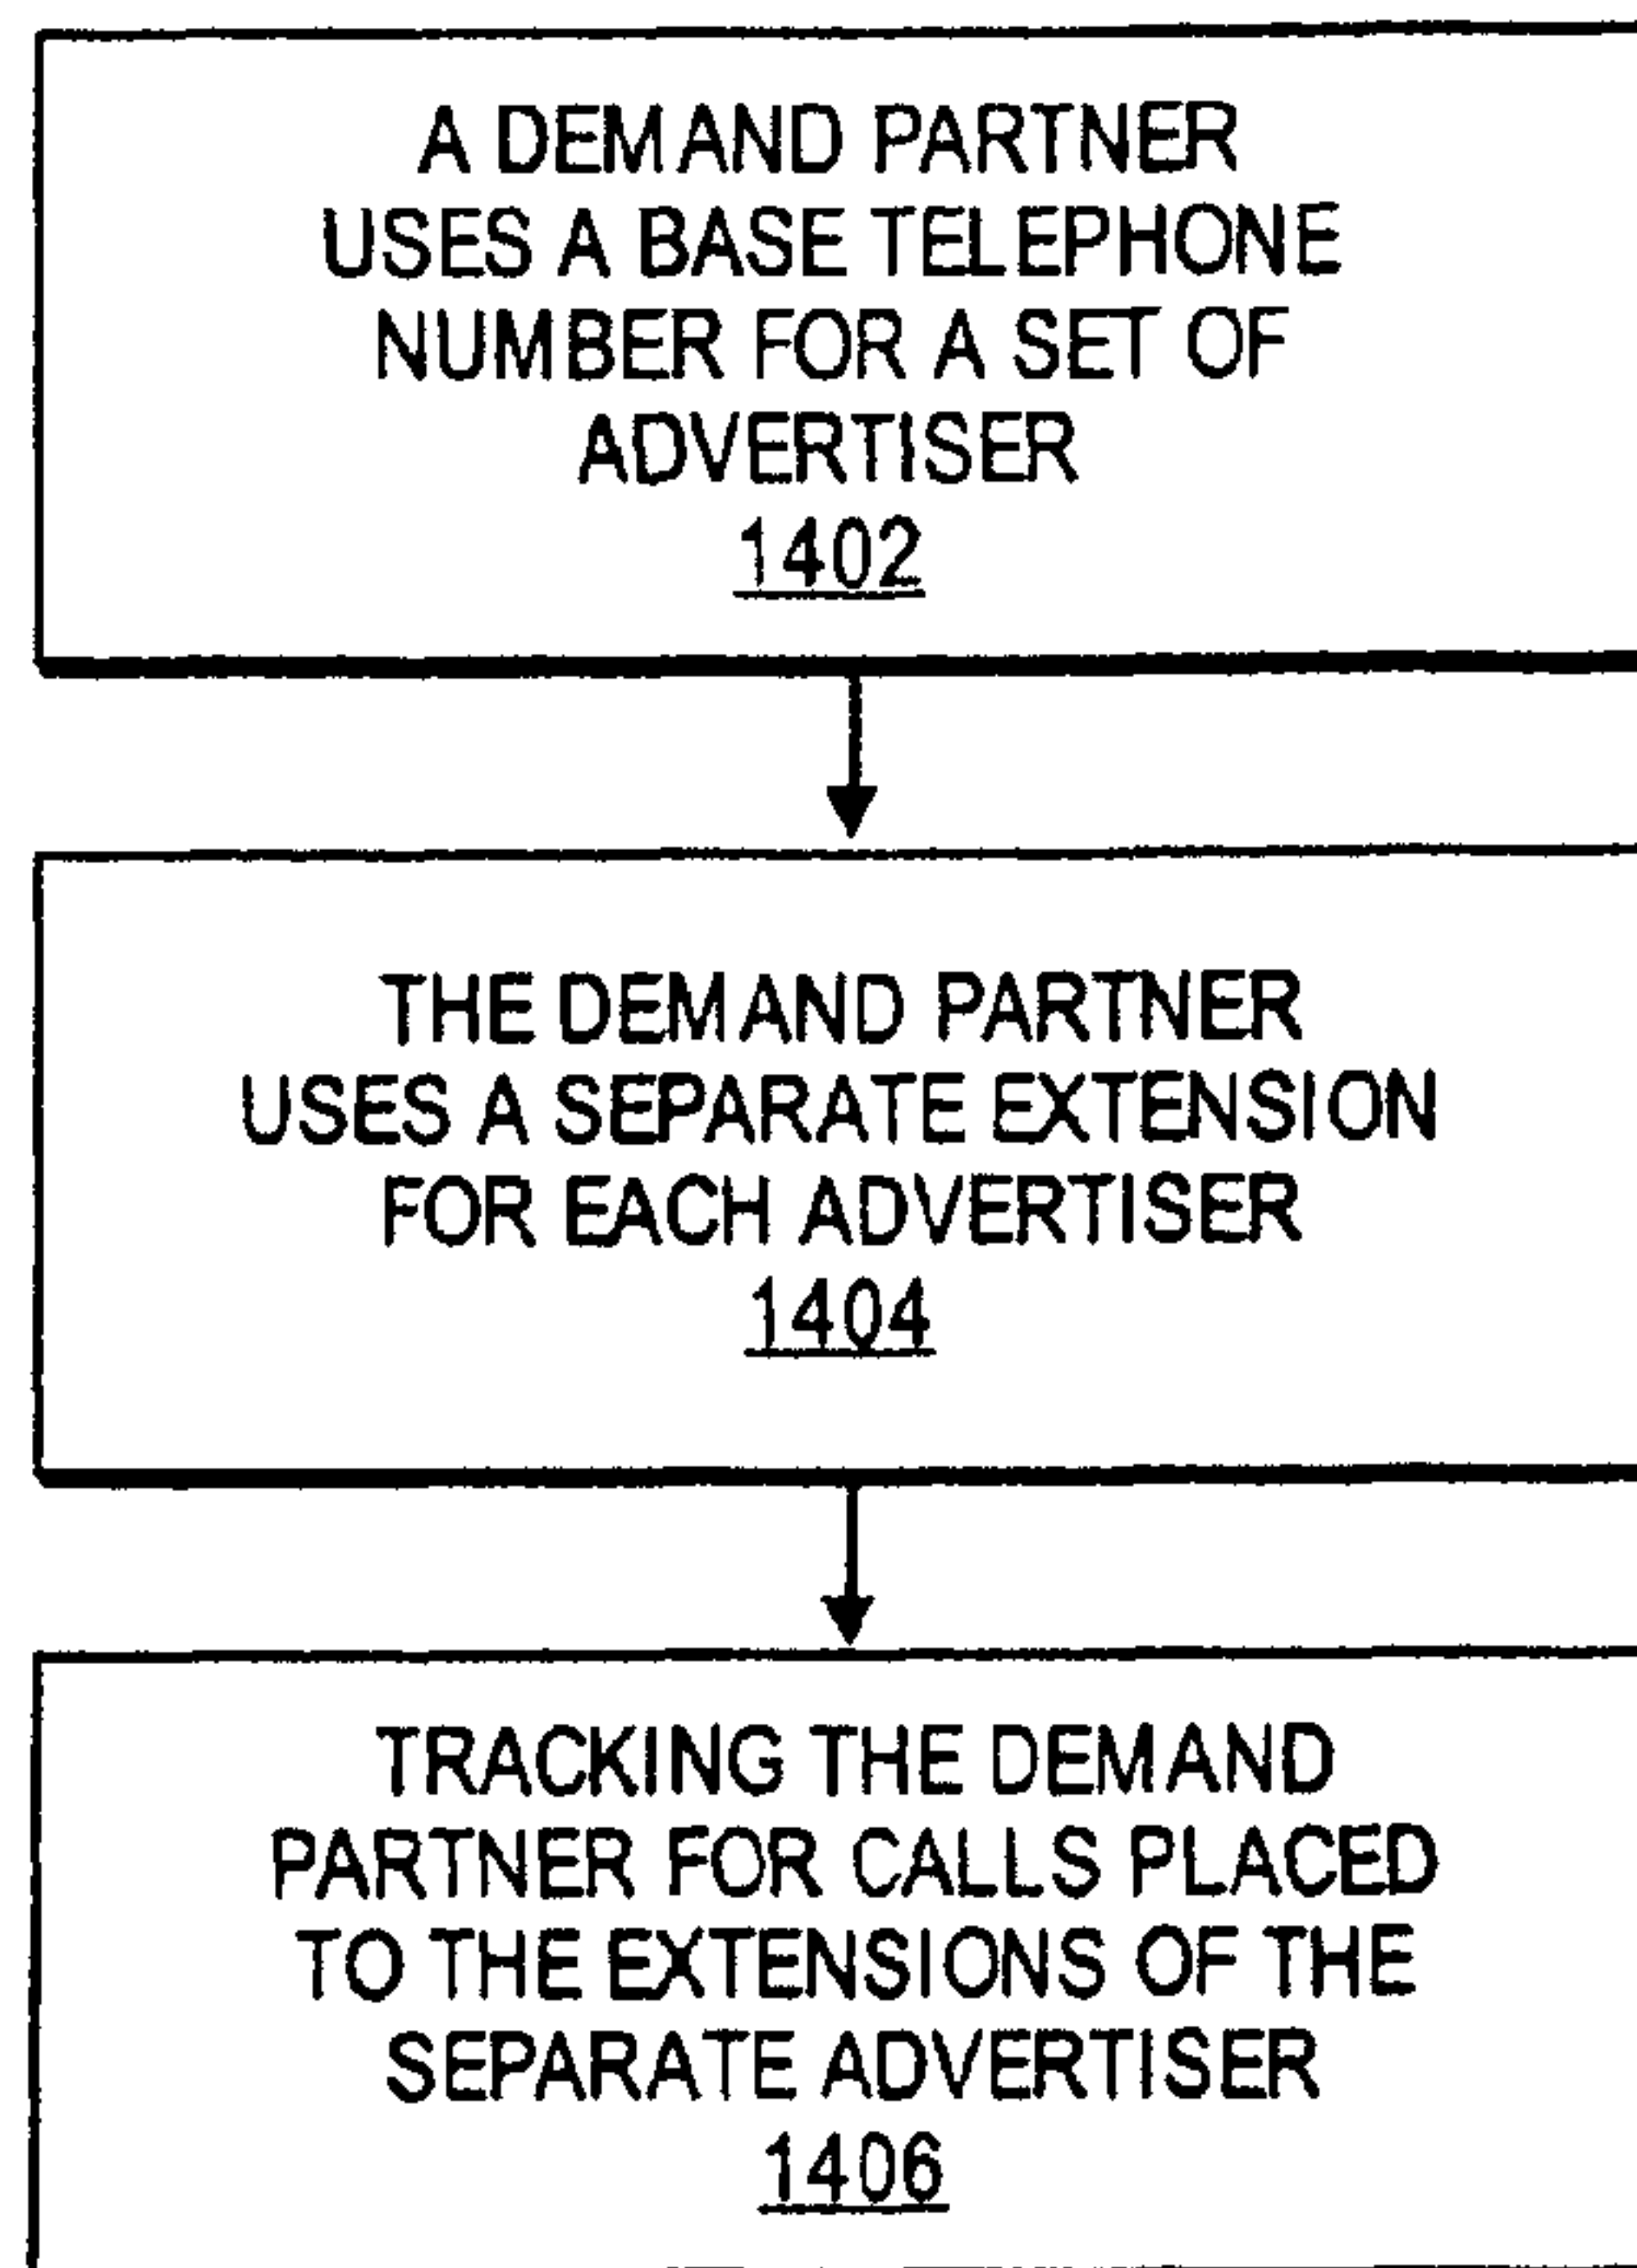 A DEMAND PARTNER
USES A BASE TELEPHONE
NUMBER FOR A SET OF
ADVERTISER
1402
THE DEMAND PARTNER
USES A SEPARATE EXTENSION
FOR EACH ADVERTISER
1404
TRACKING THE DEMAND
PARTNER FOR CALLS PLACED
TO THE EXTENSIONS OF THE
SEPARATE ADVERTISER
1406